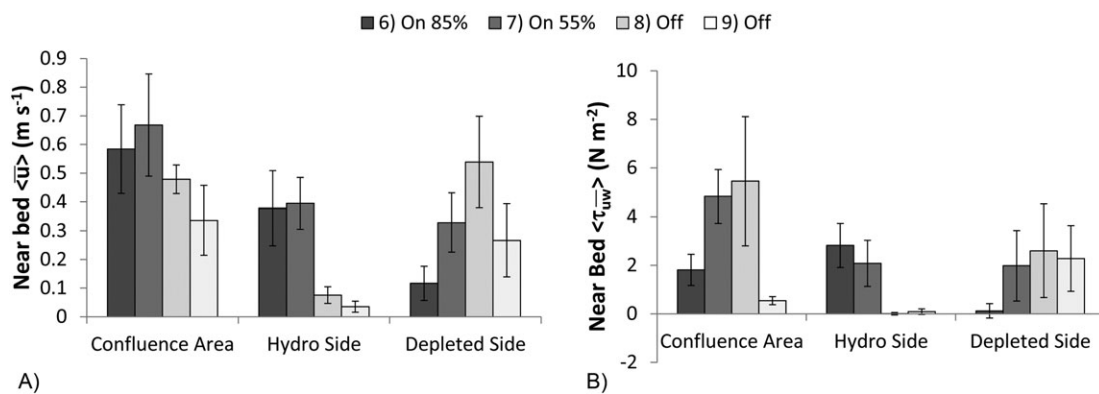 6) On 85% 7) On 55% 8) Off 9) Off
Near bed <u̅> (m s⁻¹)
0.9
0.8
0.7
0.6
0.5
0.4
0.3
0.2
0.1
0
Confluence Area Hydro Side Depleted Side
A)
Near Bed <τ_u̅w̅> (N m⁻²)
10
8
6
4
2
0
-2
Confluence Area Hydro Side Depleted Side
B)